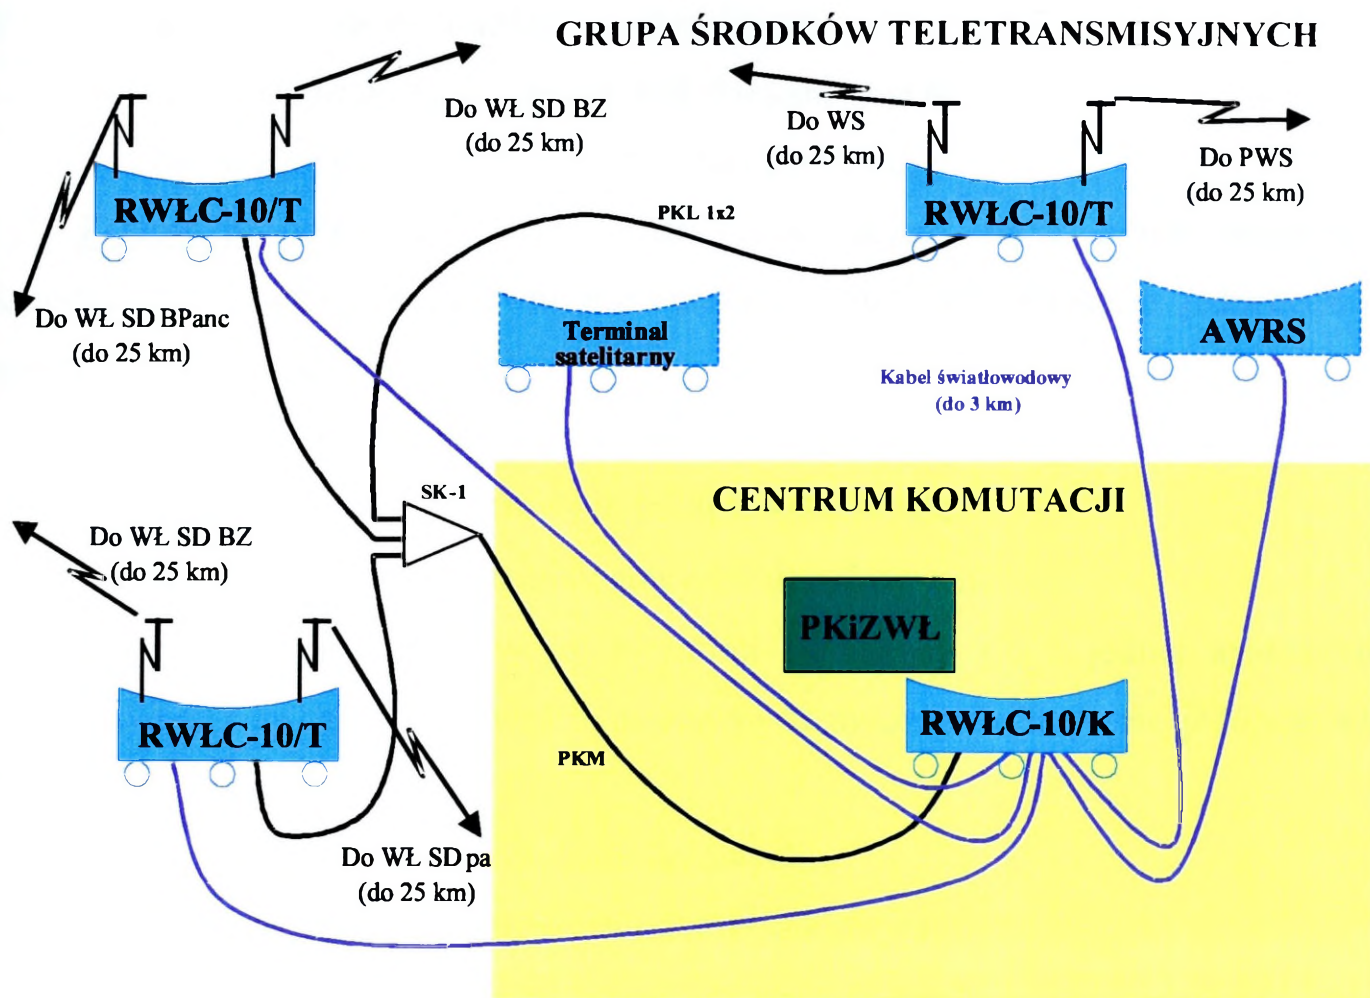 GRUPA ŚRODKÓW TELETRANSMISYJNYCH
Do WŁ SD BZ
(do 25 km)
Do WS
(do 25 km)
Do PWS
(do 25 km)
RWŁC-10/T
PKL 1x2
RWŁC-10/T
Do WŁ SD BPanc
(do 25 km)
Terminal
satelitarny
AWRS
Kabel światłowodowy
(do 3 km)
SK-1
CENTRUM KOMUTACJI
Do WŁ SD BZ
(do 25 km)
PKiZWŁ
RWŁC-10/T
RWŁC-10/K
PKM
Do WŁ SD pa
(do 25 km)